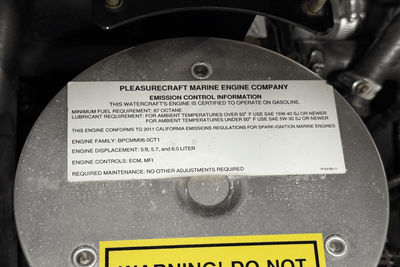 PLEASURECRAFT MARINE ENGINE COMPANY
EMISSION CONTROL INFORMATION
THIS WATERCRAFT'S ENGINE IS CERTIFIED TO OPERATE ON GASOLINE.
MINIMUM FUEL REQUIREMENT: 87 OCTANE
LUBRICANT REQUIREMENT: FOR AMBIENT TEMPERATURES OVER 50° F USE SAE 15W-40 SJ OR NEWER
FOR AMBIENT TEMPERATURES UNDER 50° F USE SAE 5W-30 SJ OR NEWER
THIS ENGINE CONFORMS TO 2011 CALIFORNIA EMISSIONS REGULATIONS FOR SPARK-IGNITION MARINE ENGINES
ENGINE FAMILY: BPCMM06.0CT1
ENGINE DISPLACEMENT: 5.0, 5.7, and 6.0 LITER
ENGINE CONTROLS: ECM, MFI
REQUIRED MAINTENANCE: NO OTHER ADJUSTMENTS REQUIRED
WARNING! DO NOT